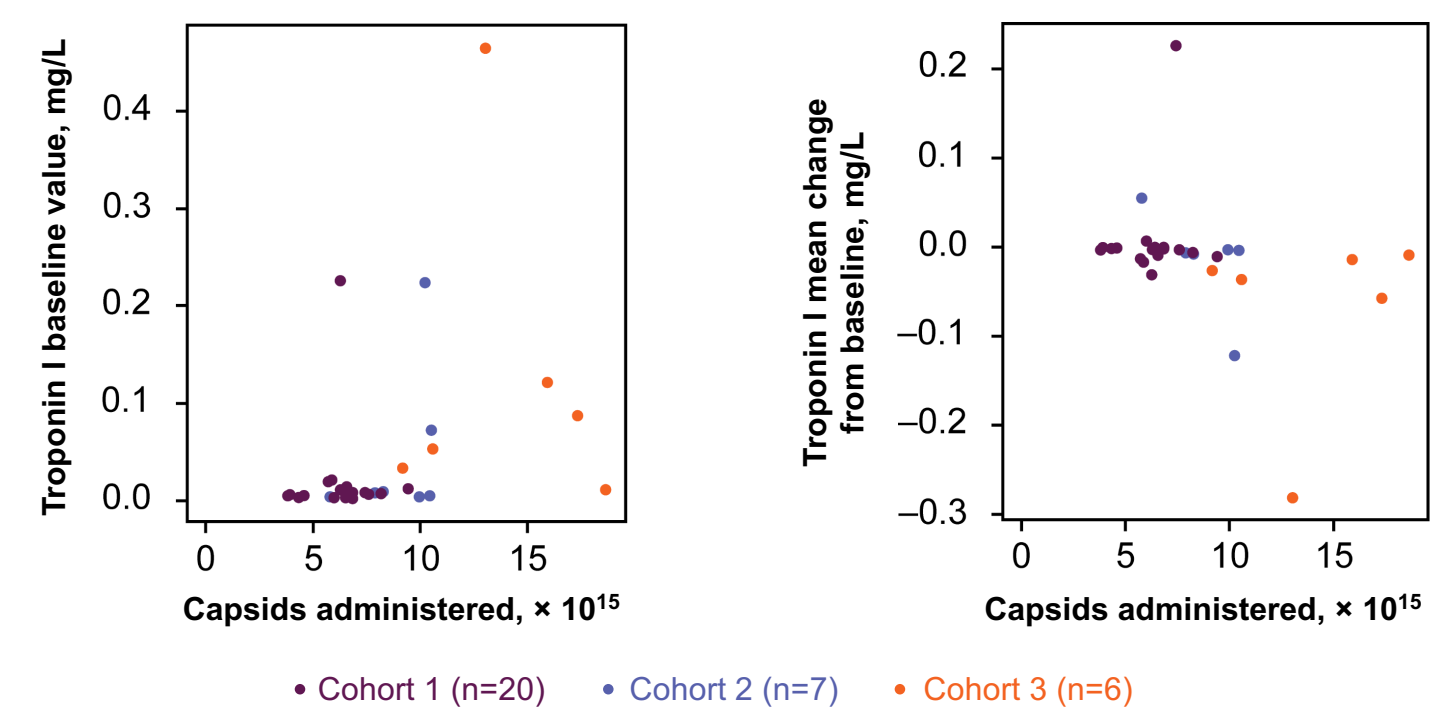 Troponin I baseline value, mg/L
0.4
0.3
0.2
0.1
0.0
0 5 10 15
Capsids administered, × 10¹⁵
Troponin I mean change
from baseline, mg/L
0.2
0.1
0.0
–0.1
–0.2
–0.3
0 5 10 15
Capsids administered, × 10¹⁵
Cohort 1 (n=20) Cohort 2 (n=7) Cohort 3 (n=6)